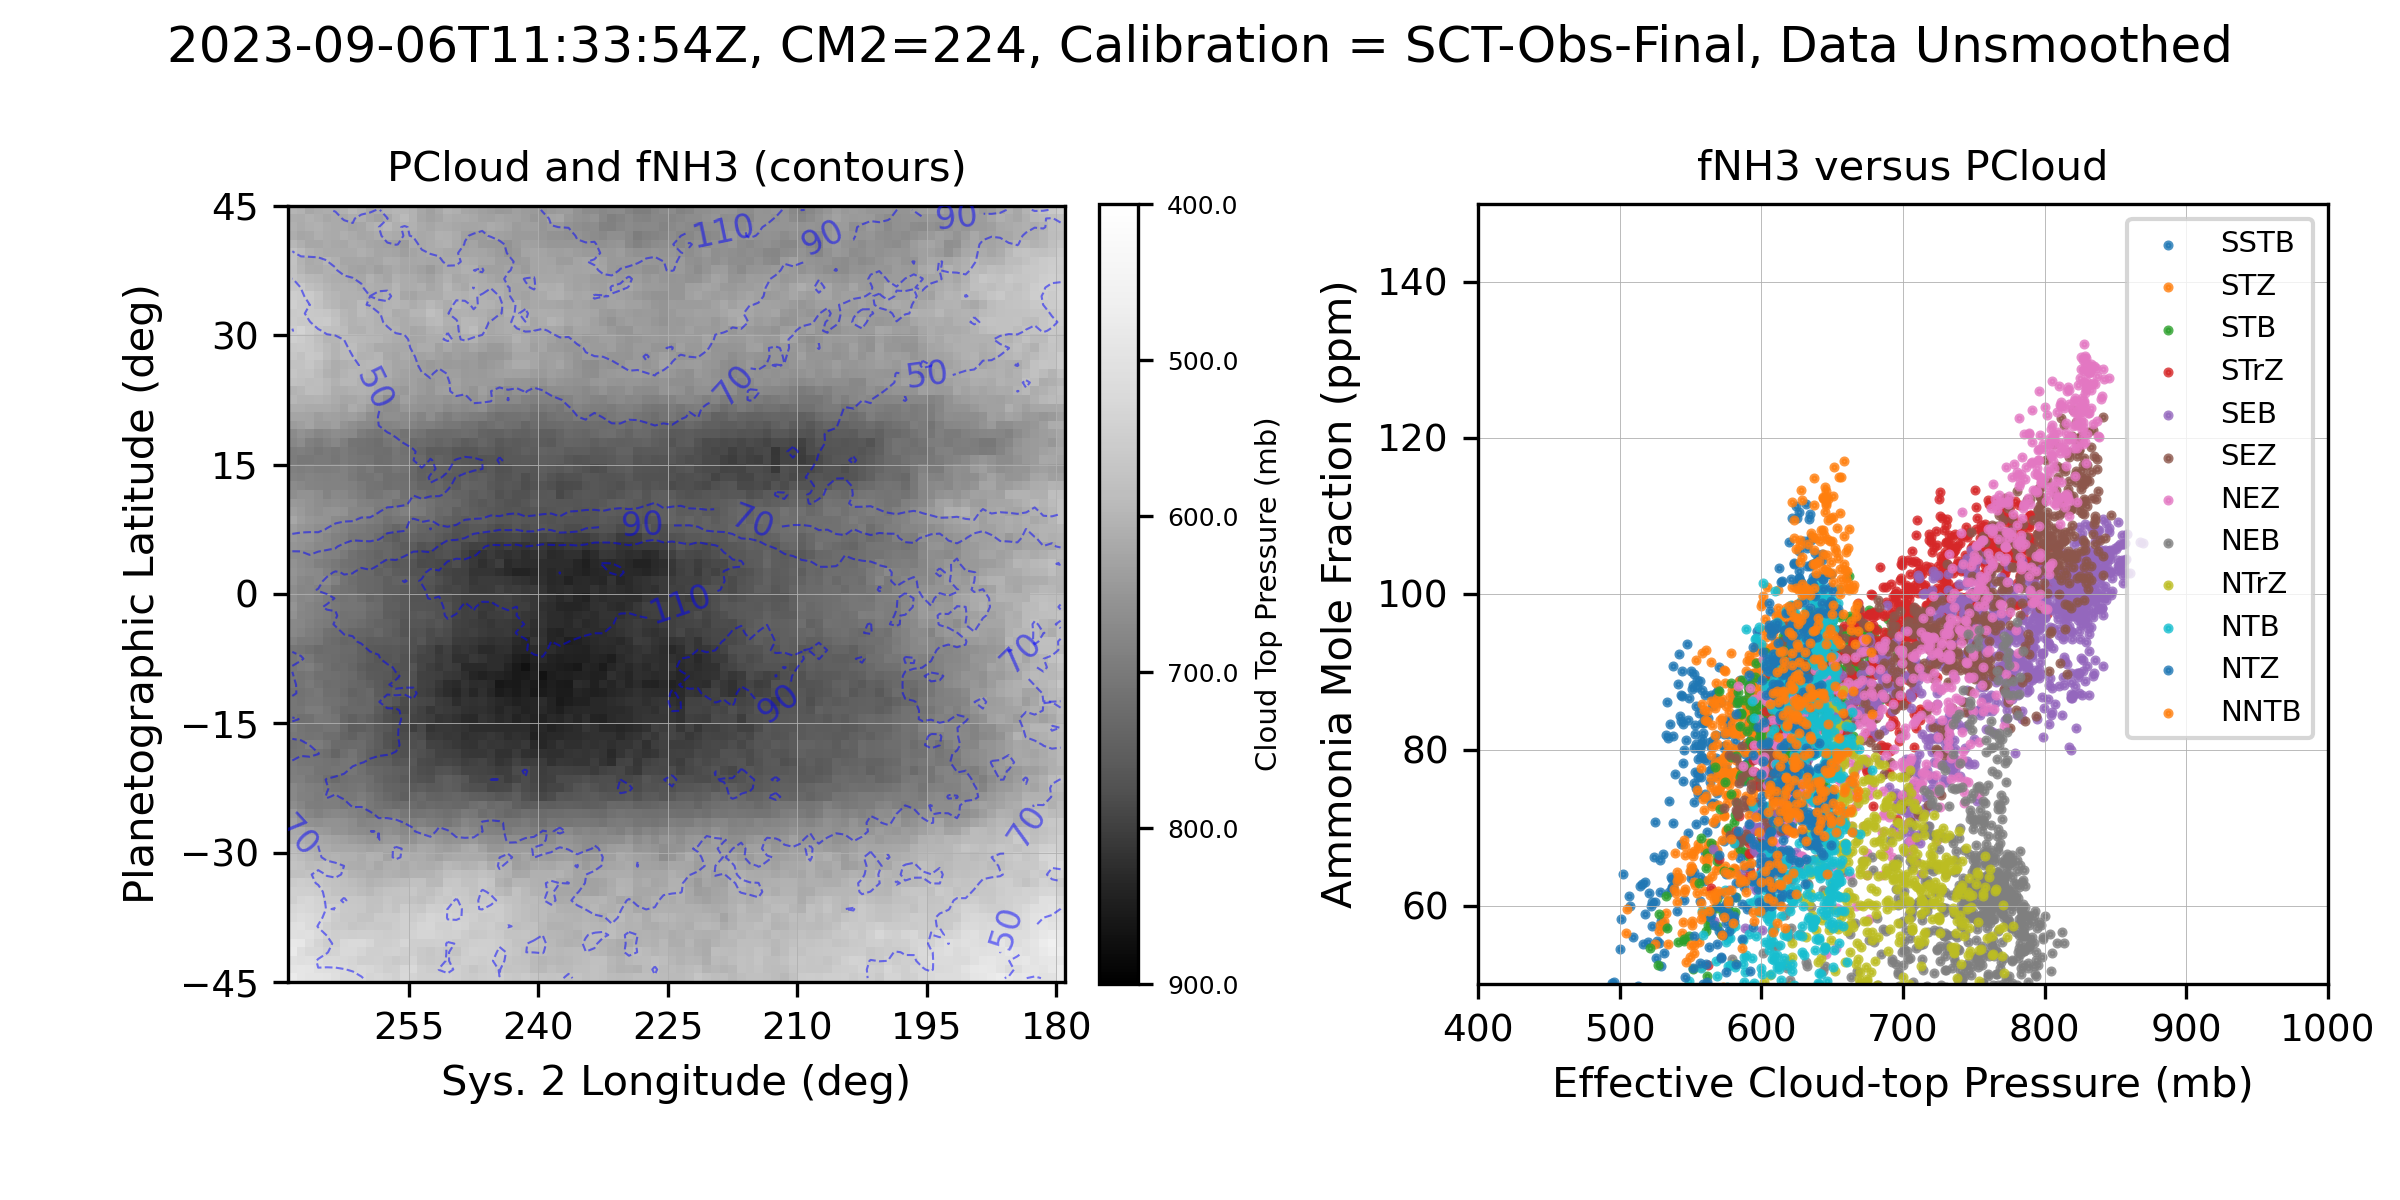 2023-09-06T11:33:54Z, CM2=224, Calibration = SCT-Obs-Final, Data Unsmoothed
PCloud and fNH3 (contours)
Planetographic Latitude (deg)
45
30
15
0
−15
−30
−45
255
240
225
210
195
180
Sys. 2 Longitude (deg)
110
90
90
50
50
70
90
70
110
70
90
70
70
50
400.0
500.0
600.0
700.0
800.0
900.0
Cloud Top Pressure (mb)
fNH3 versus PCloud
Ammonia Mole Fraction (ppm)
140
120
100
80
60
400
500
600
700
800
900
1000
Effective Cloud-top Pressure (mb)
SSTB
STZ
STB
STrZ
SEB
SEZ
NEZ
NEB
NTrZ
NTB
NTZ
NNTB